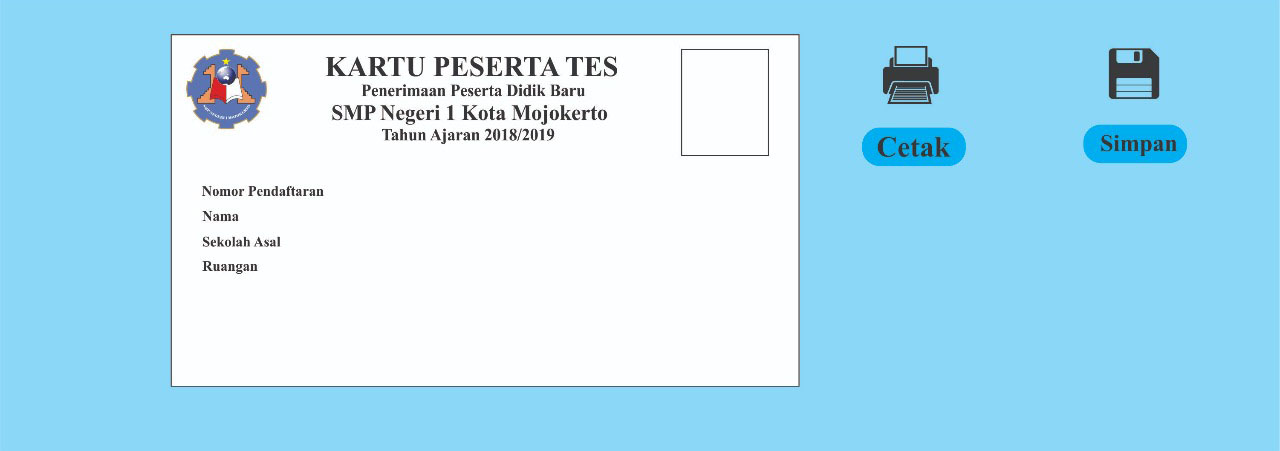 KARTU PESERTA TES
Penerimaan Peserta Didik Baru
SMP Negeri 1 Kota Mojokerto
Tahun Ajaran 2018/2019
Nomor Pendaftaran
Nama
Sekolah Asal
Ruangan
Cetak
Simpan